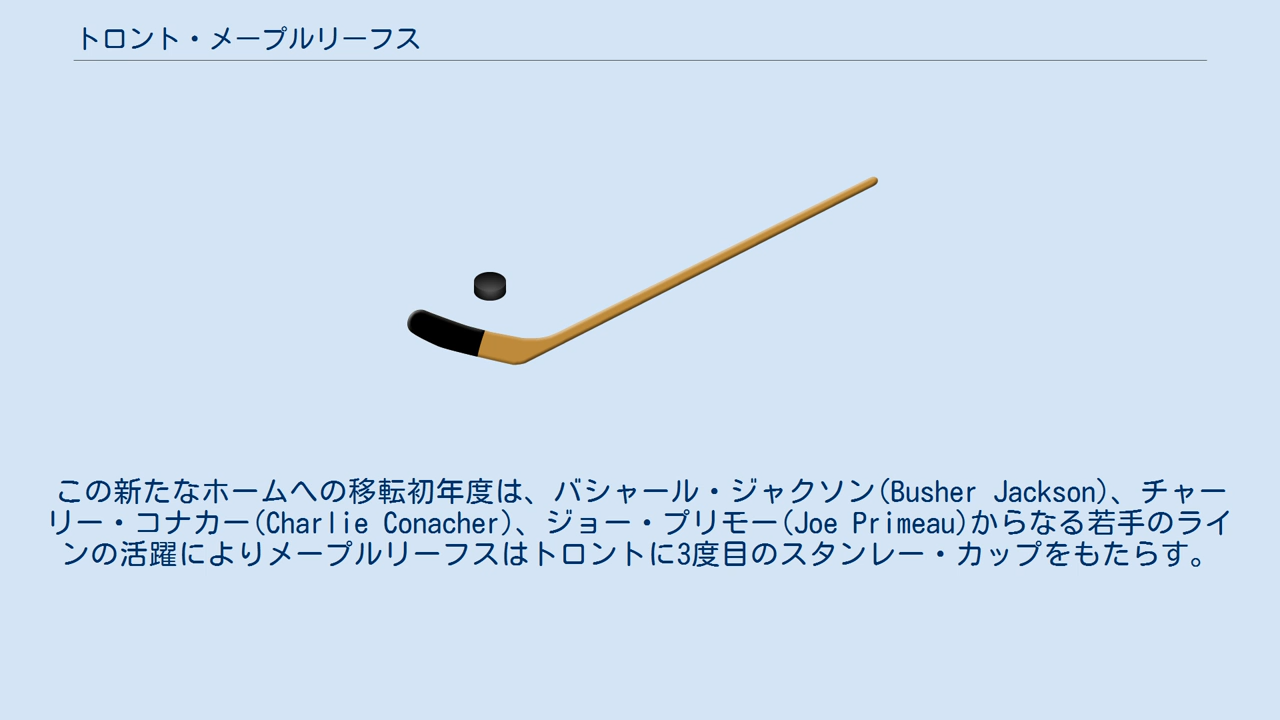 トロント・メープルリーフス
この新たなホームへの移転初年度は、バシャール・ジャクソン(Busher Jackson)、チャー
リー・コナカー(Charlie Conacher)、ジョー・プリモー(Joe Primeau)からなる若手のライ
ンの活躍によりメープルリーフスはトロントに3度目のスタンレー・カップをもたらす。